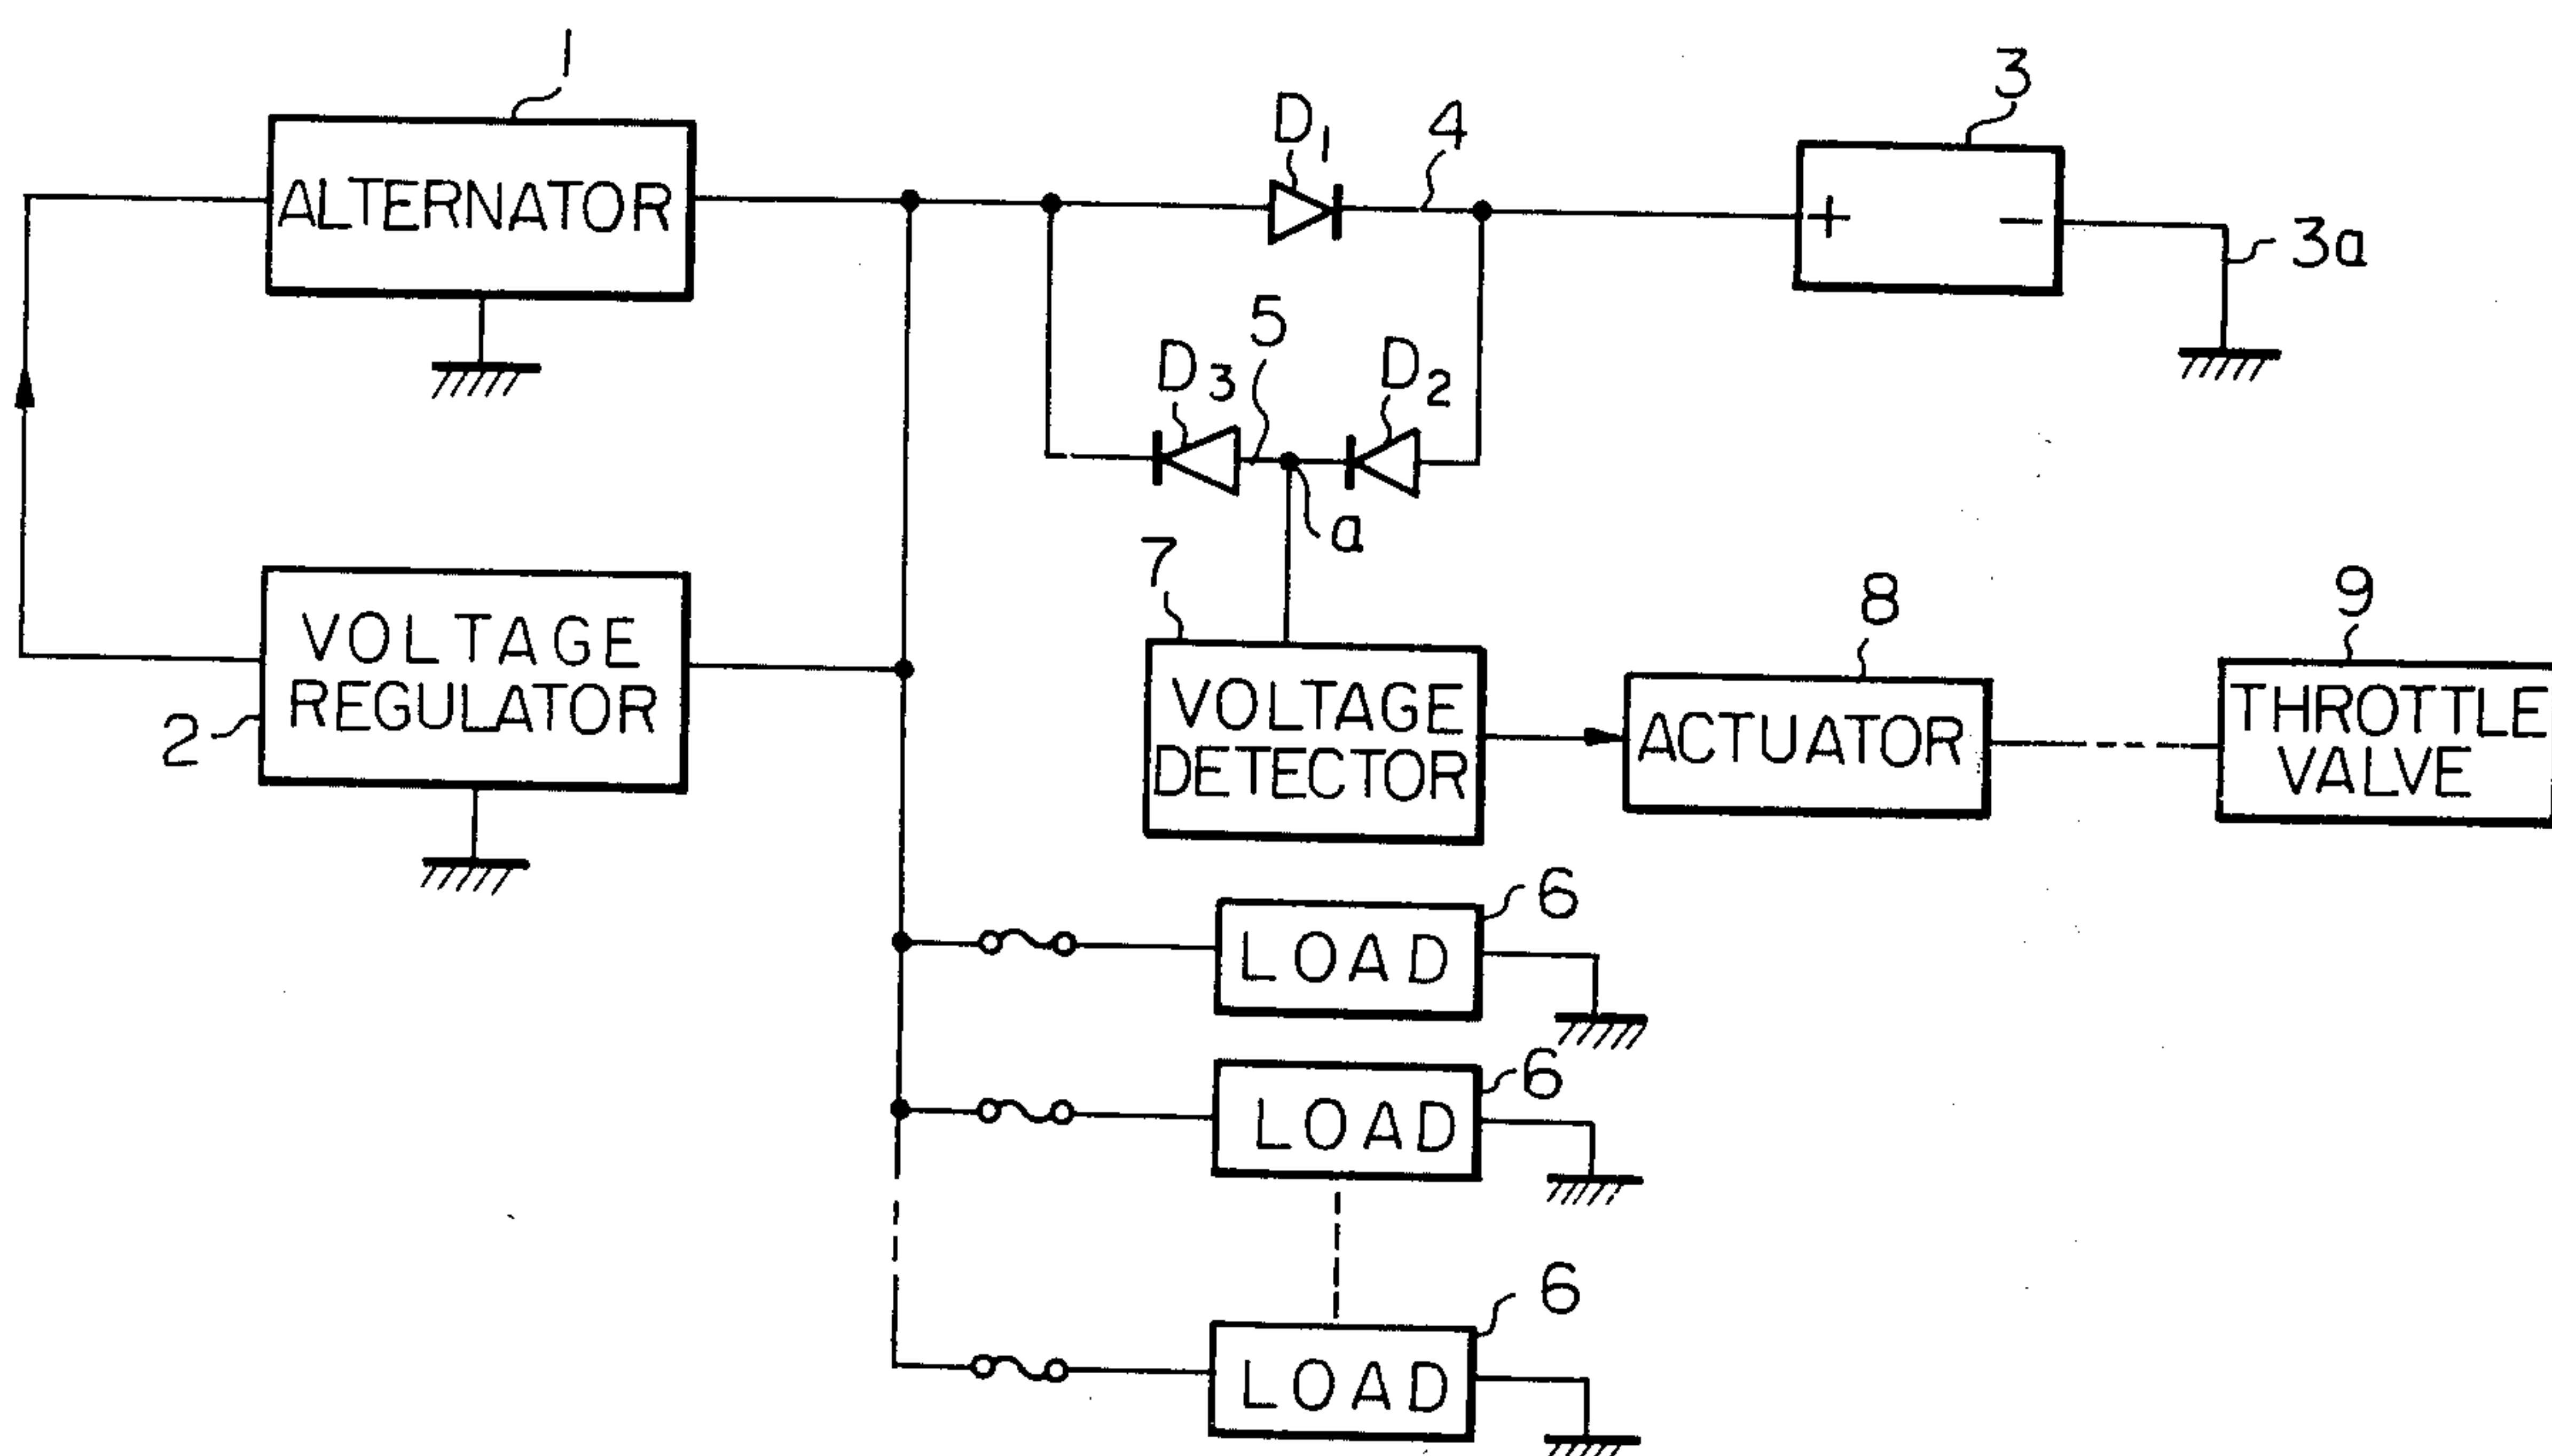 1
ALTERNATOR
D1
4
3
+
−
3a
5
D3
D2
a
VOLTAGE
REGULATOR
2
7
VOLTAGE
DETECTOR
8
ACTUATOR
9
THROTTLE
VALVE
6
LOAD
6
LOAD
6
LOAD